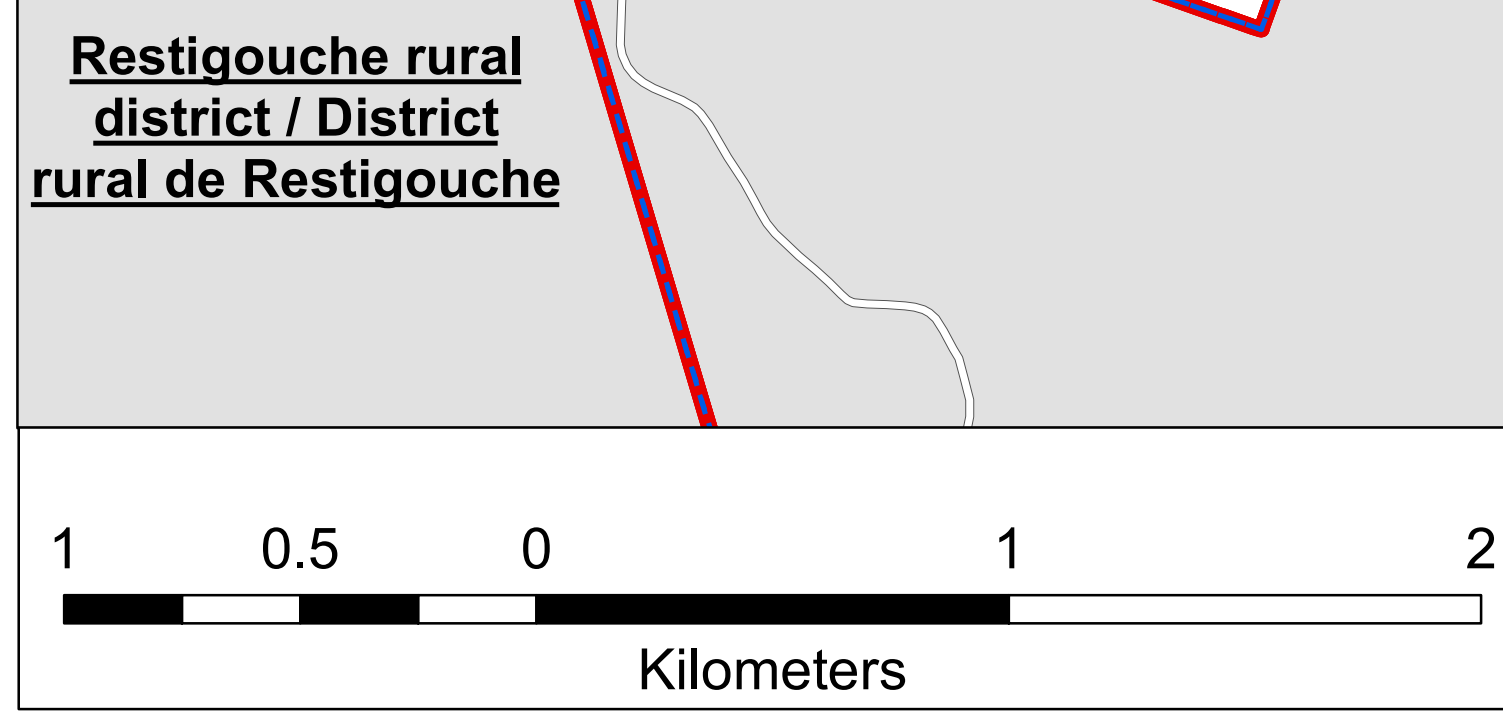 Restigouche rural
district / District
rural de Restigouche
1 0.5 0 1 2
Kilometers